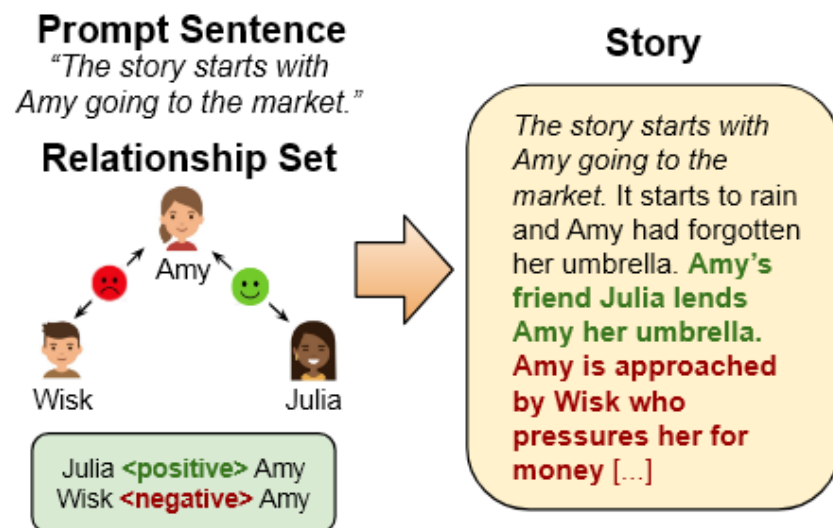 Prompt Sentence
“The story starts with
Amy going to the market.”
Relationship Set
Amy
Wisk
Julia
Julia <positive> Amy
Wisk <negative> Amy
Story
The story starts with
Amy going to the
market. It starts to rain
and Amy had forgotten
her umbrella. Amy’s
friend Julia lends
Amy her umbrella.
Amy is approached
by Wisk who
pressures her for
money [...]